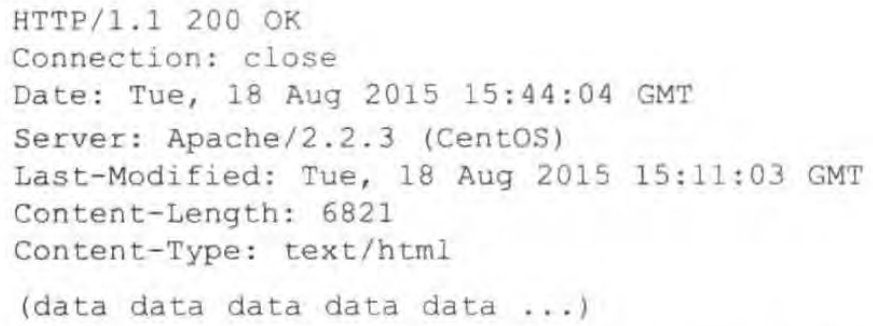 HTTP/1.1 200 OK
Connection: close
Date: Tue, 18 Aug 2015 15:44:04 GMT
Server: Apache/2.2.3 (CentOS)
Last-Modified: Tue, 18 Aug 2015 15:11:03 GMT
Content-Length: 6821
Content-Type: text/html
(data data data data data ...)